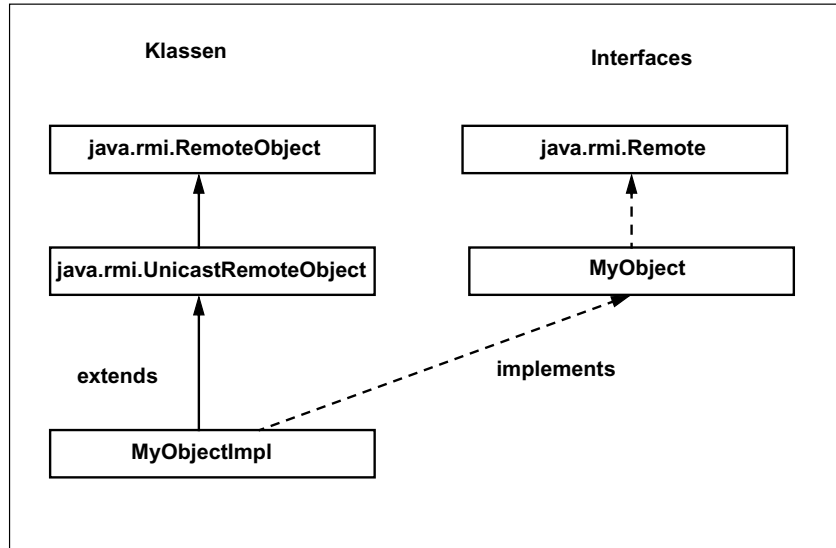 Klassen
Interfaces
java.rmi.RemoteObject
java.rmi.Remote
java.rmi.UnicastRemoteObject
MyObject
extends
implements
MyObjectImpl